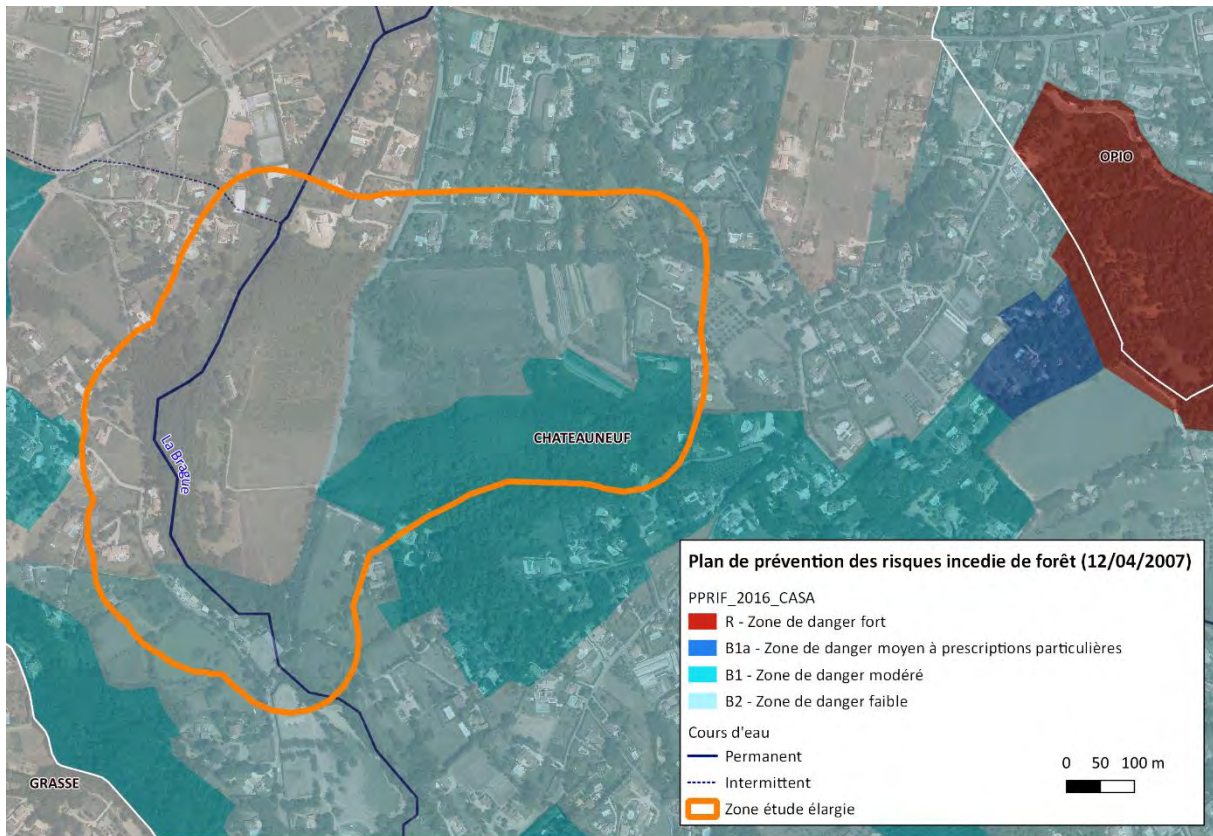 OPIO
CHATEAUNEUF
La Brague
GRASSE
Plan de prévention des risques incedie de forêt (12/04/2007)
PPRIF_2016_CASA
R - Zone de danger fort
B1a - Zone de danger moyen à prescriptions particulières
B1 - Zone de danger modéré
B2 - Zone de danger faible
Cours d'eau
Permanent
Intermittent
Zone étude élargie
0 50 100 m